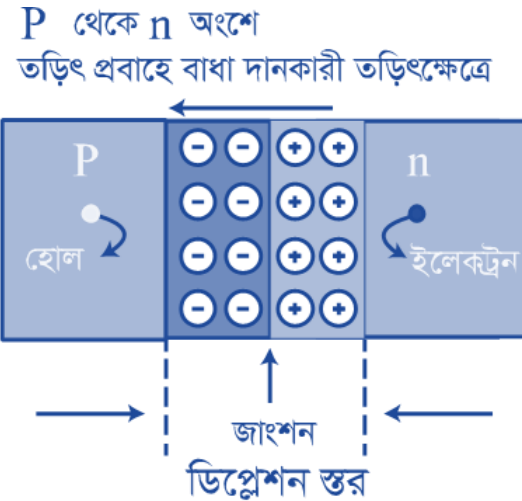 P থেকে n অংশে
তড়িৎ প্রবাহে বাধা দানকারী তড়িৎক্ষেত্রে
P
n
হোল
ইলেকট্রন
জাংশন
ডিপ্লেশন স্তর